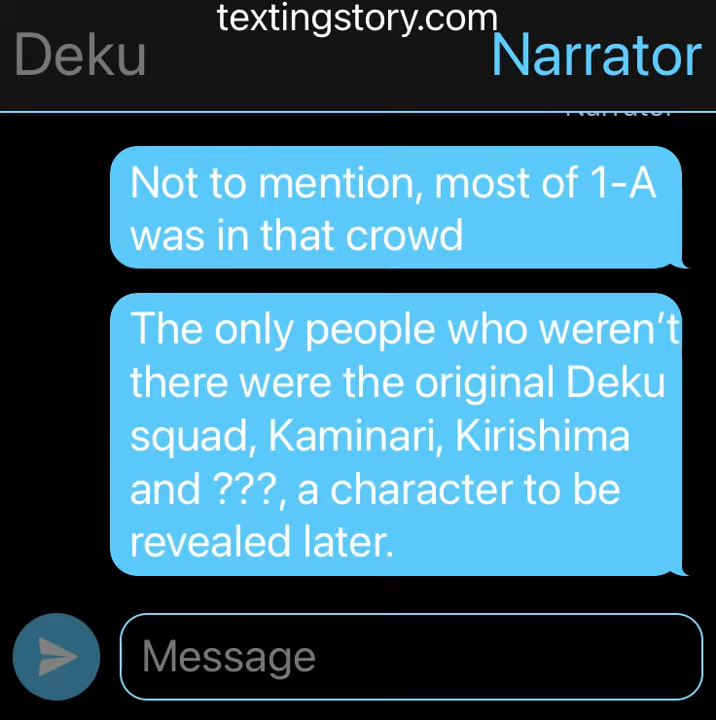 textingstory.com
Deku Narrator
Not to mention, most of 1-A
was in that crowd
The only people who weren't
there were the original Deku
squad, Kaminari, Kirishima
and ???, a character to be
revealed later.
Message